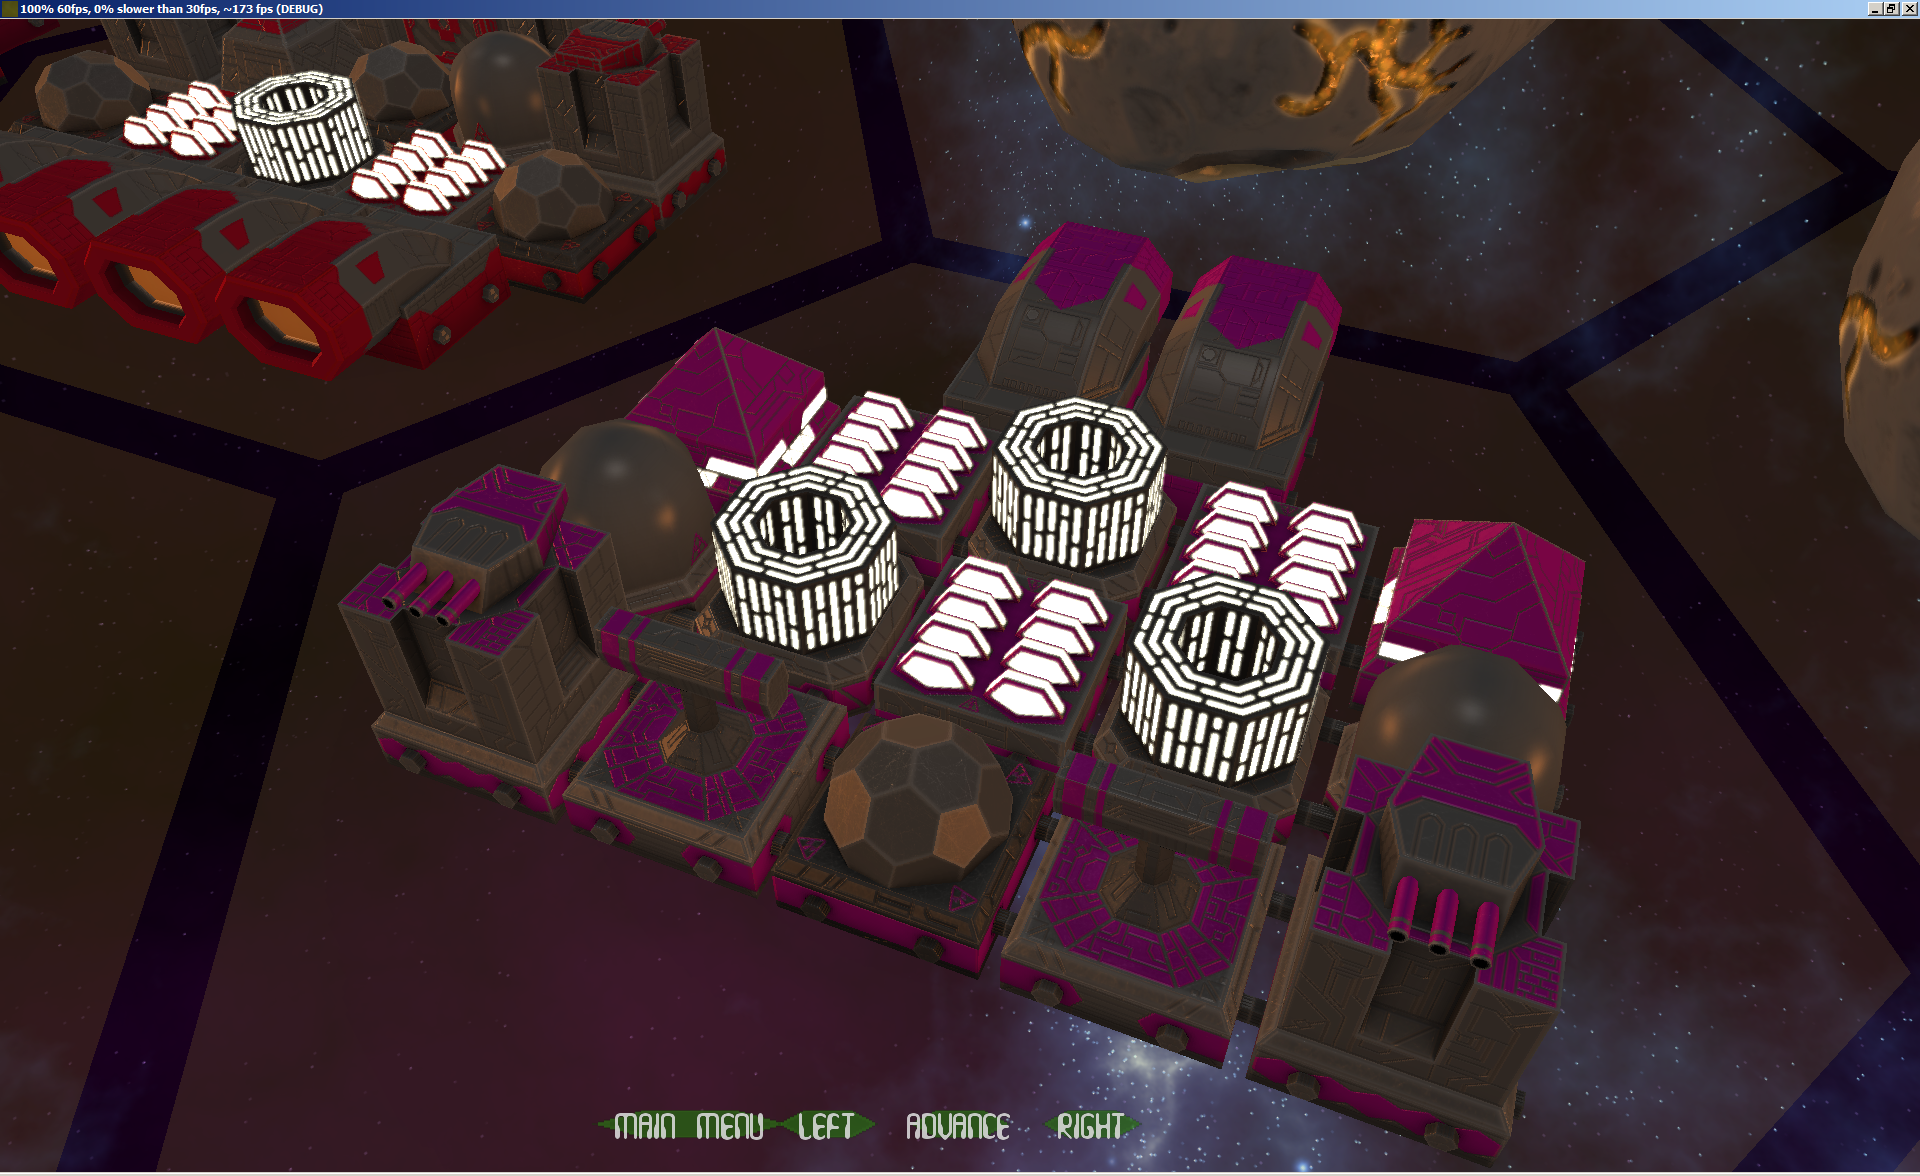 100% 60fps, 0% slower than 30fps, ~173 fps (DEBUG)
MAIN MENU LEFT ADVANCE RIGHT